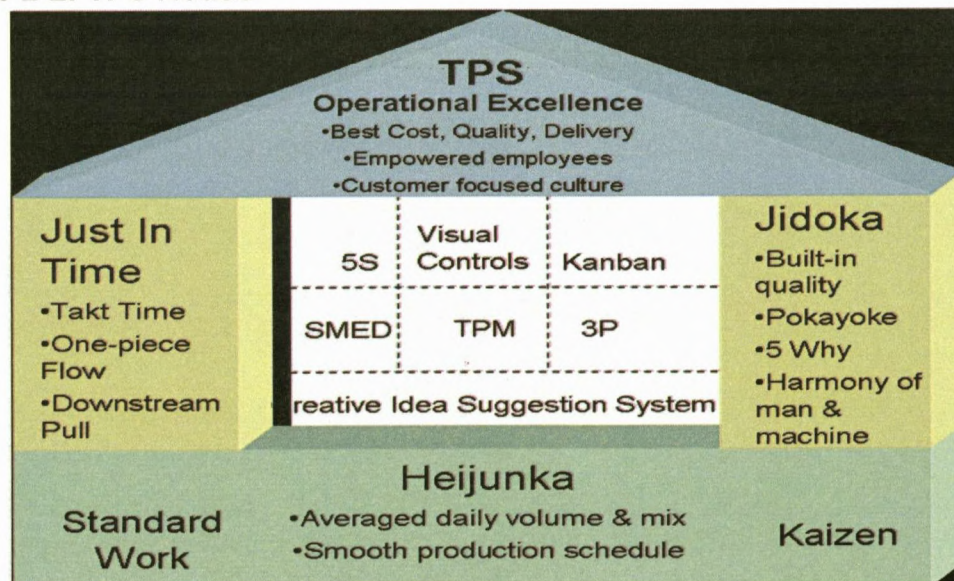 TPS
Operational Excellence
•Best Cost, Quality, Delivery
•Empowered employees
•Customer focused culture
Just In
Time
•Takt Time
•One-piece
Flow
•Downstream
Pull
5S
Visual
Controls
Kanban
SMED
TPM
3P
reative Idea Suggestion System
Jidoka
•Built-in
quality
•Pokayoke
•5 Why
•Harmony of
man &
machine
Standard
Work
Heijunka
•Averaged daily volume & mix
•Smooth production schedule
Kaizen